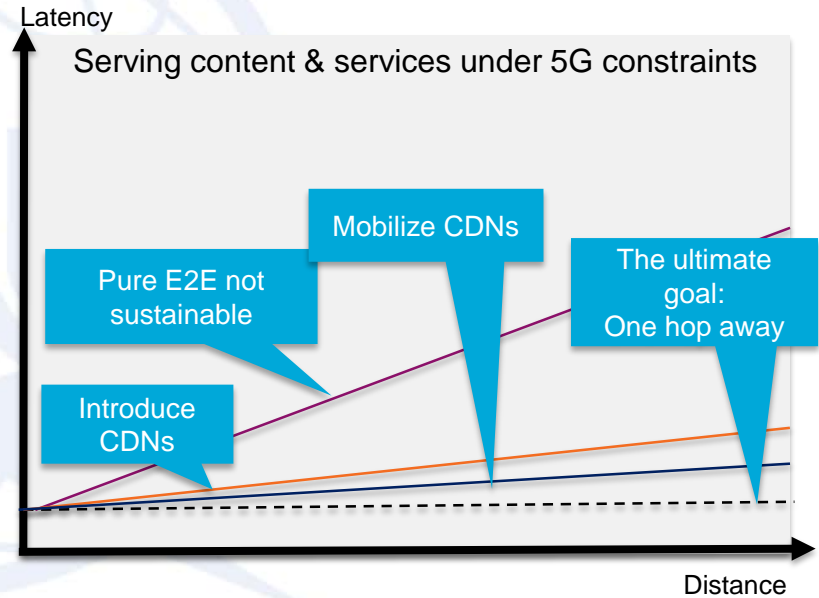 Latency
Serving content & services under 5G constraints
Mobilize CDNs
The ultimate
goal:
One hop away
Pure E2E not
sustainable
Introduce
CDNs
Distance